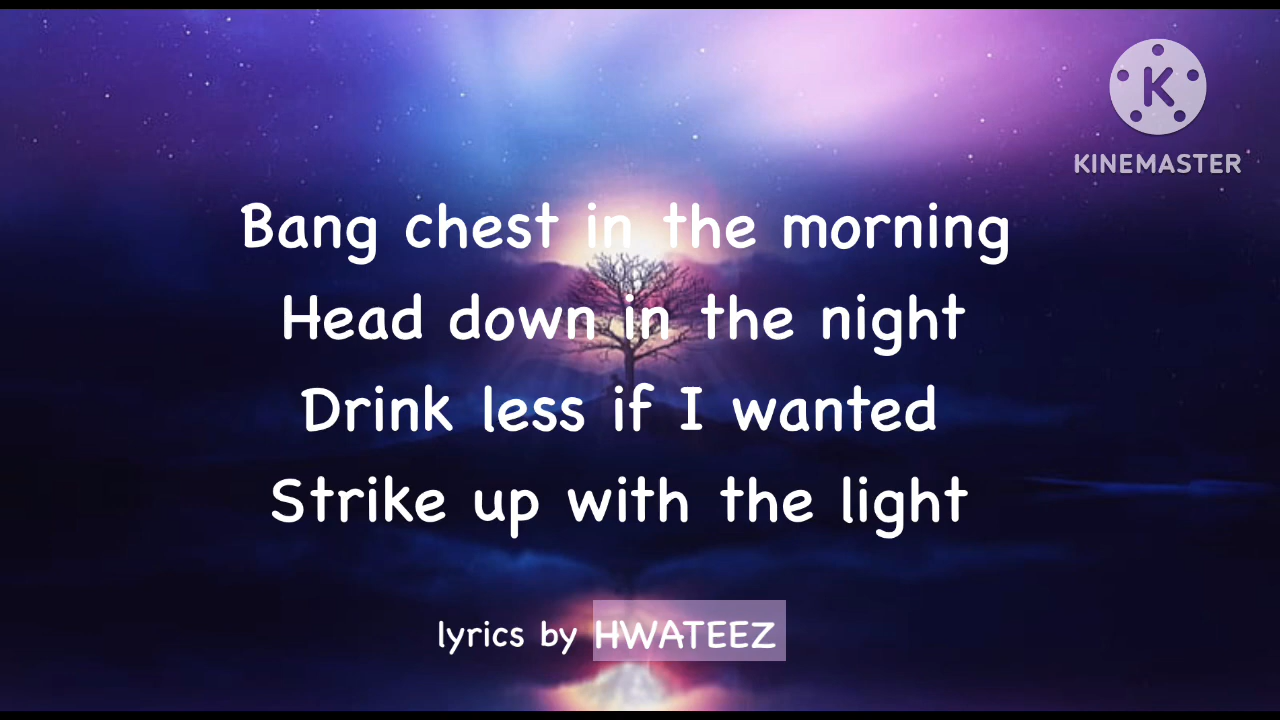 K
KINEMASTER
Bang chest in the morning
Head down in the night
Drink less if I wanted
Strike up with the light
lyrics by HWATEEZ